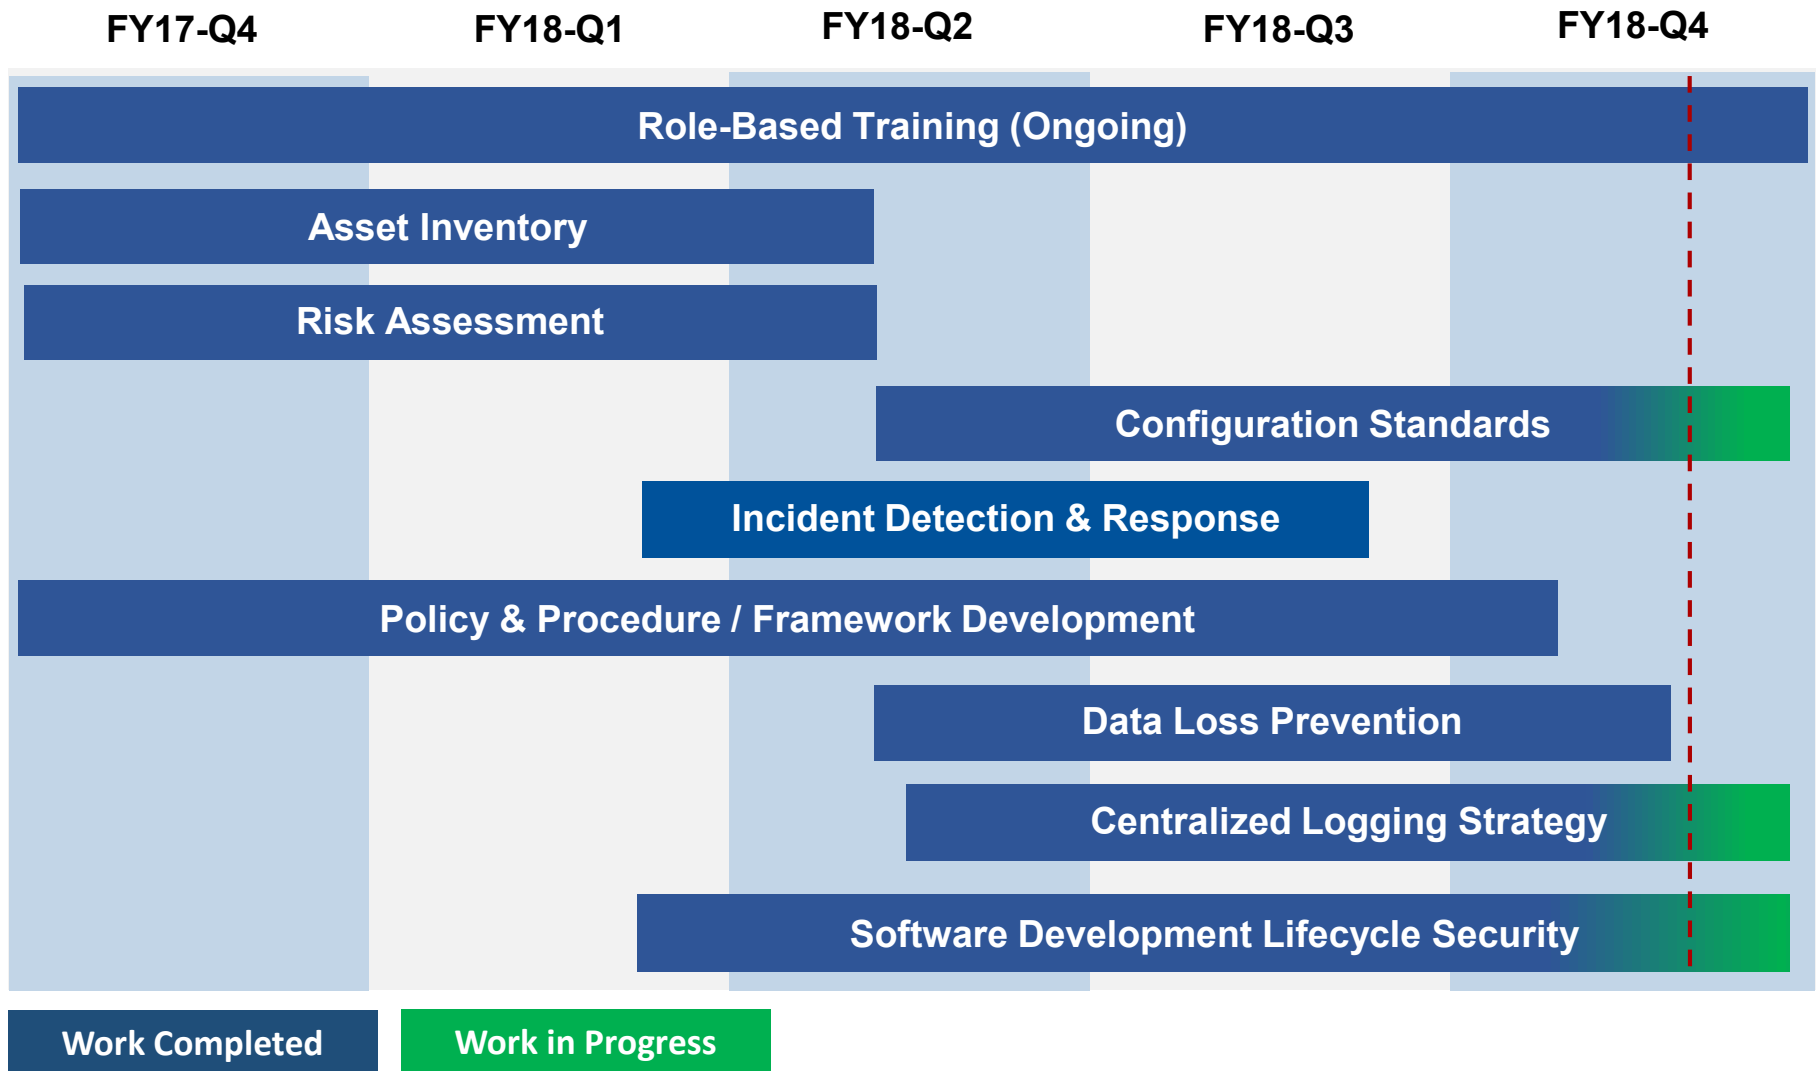 FY17-Q4 FY18-Q1 FY18-Q2 FY18-Q3 FY18-Q4
Role-Based Training (Ongoing)
Asset Inventory
Risk Assessment
Configuration Standards
Incident Detection & Response
Policy & Procedure / Framework Development
Data Loss Prevention
Centralized Logging Strategy
Software Development Lifecycle Security
Work Completed
Work in Progress